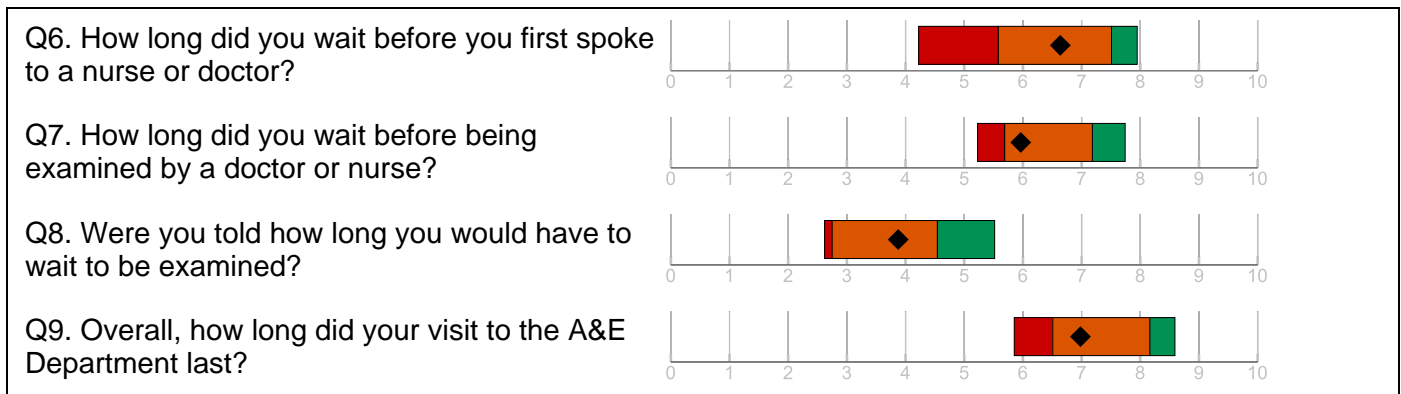 Q6. How long did you wait before you first spoke
to a nurse or doctor?
0 1 2 3 4 5 6 7 8 9 10
Q7. How long did you wait before being
examined by a doctor or nurse?
0 1 2 3 4 5 6 7 8 9 10
Q8. Were you told how long you would have to
wait to be examined?
0 1 2 3 4 5 6 7 8 9 10
Q9. Overall, how long did your visit to the A&E
Department last?
0 1 2 3 4 5 6 7 8 9 10